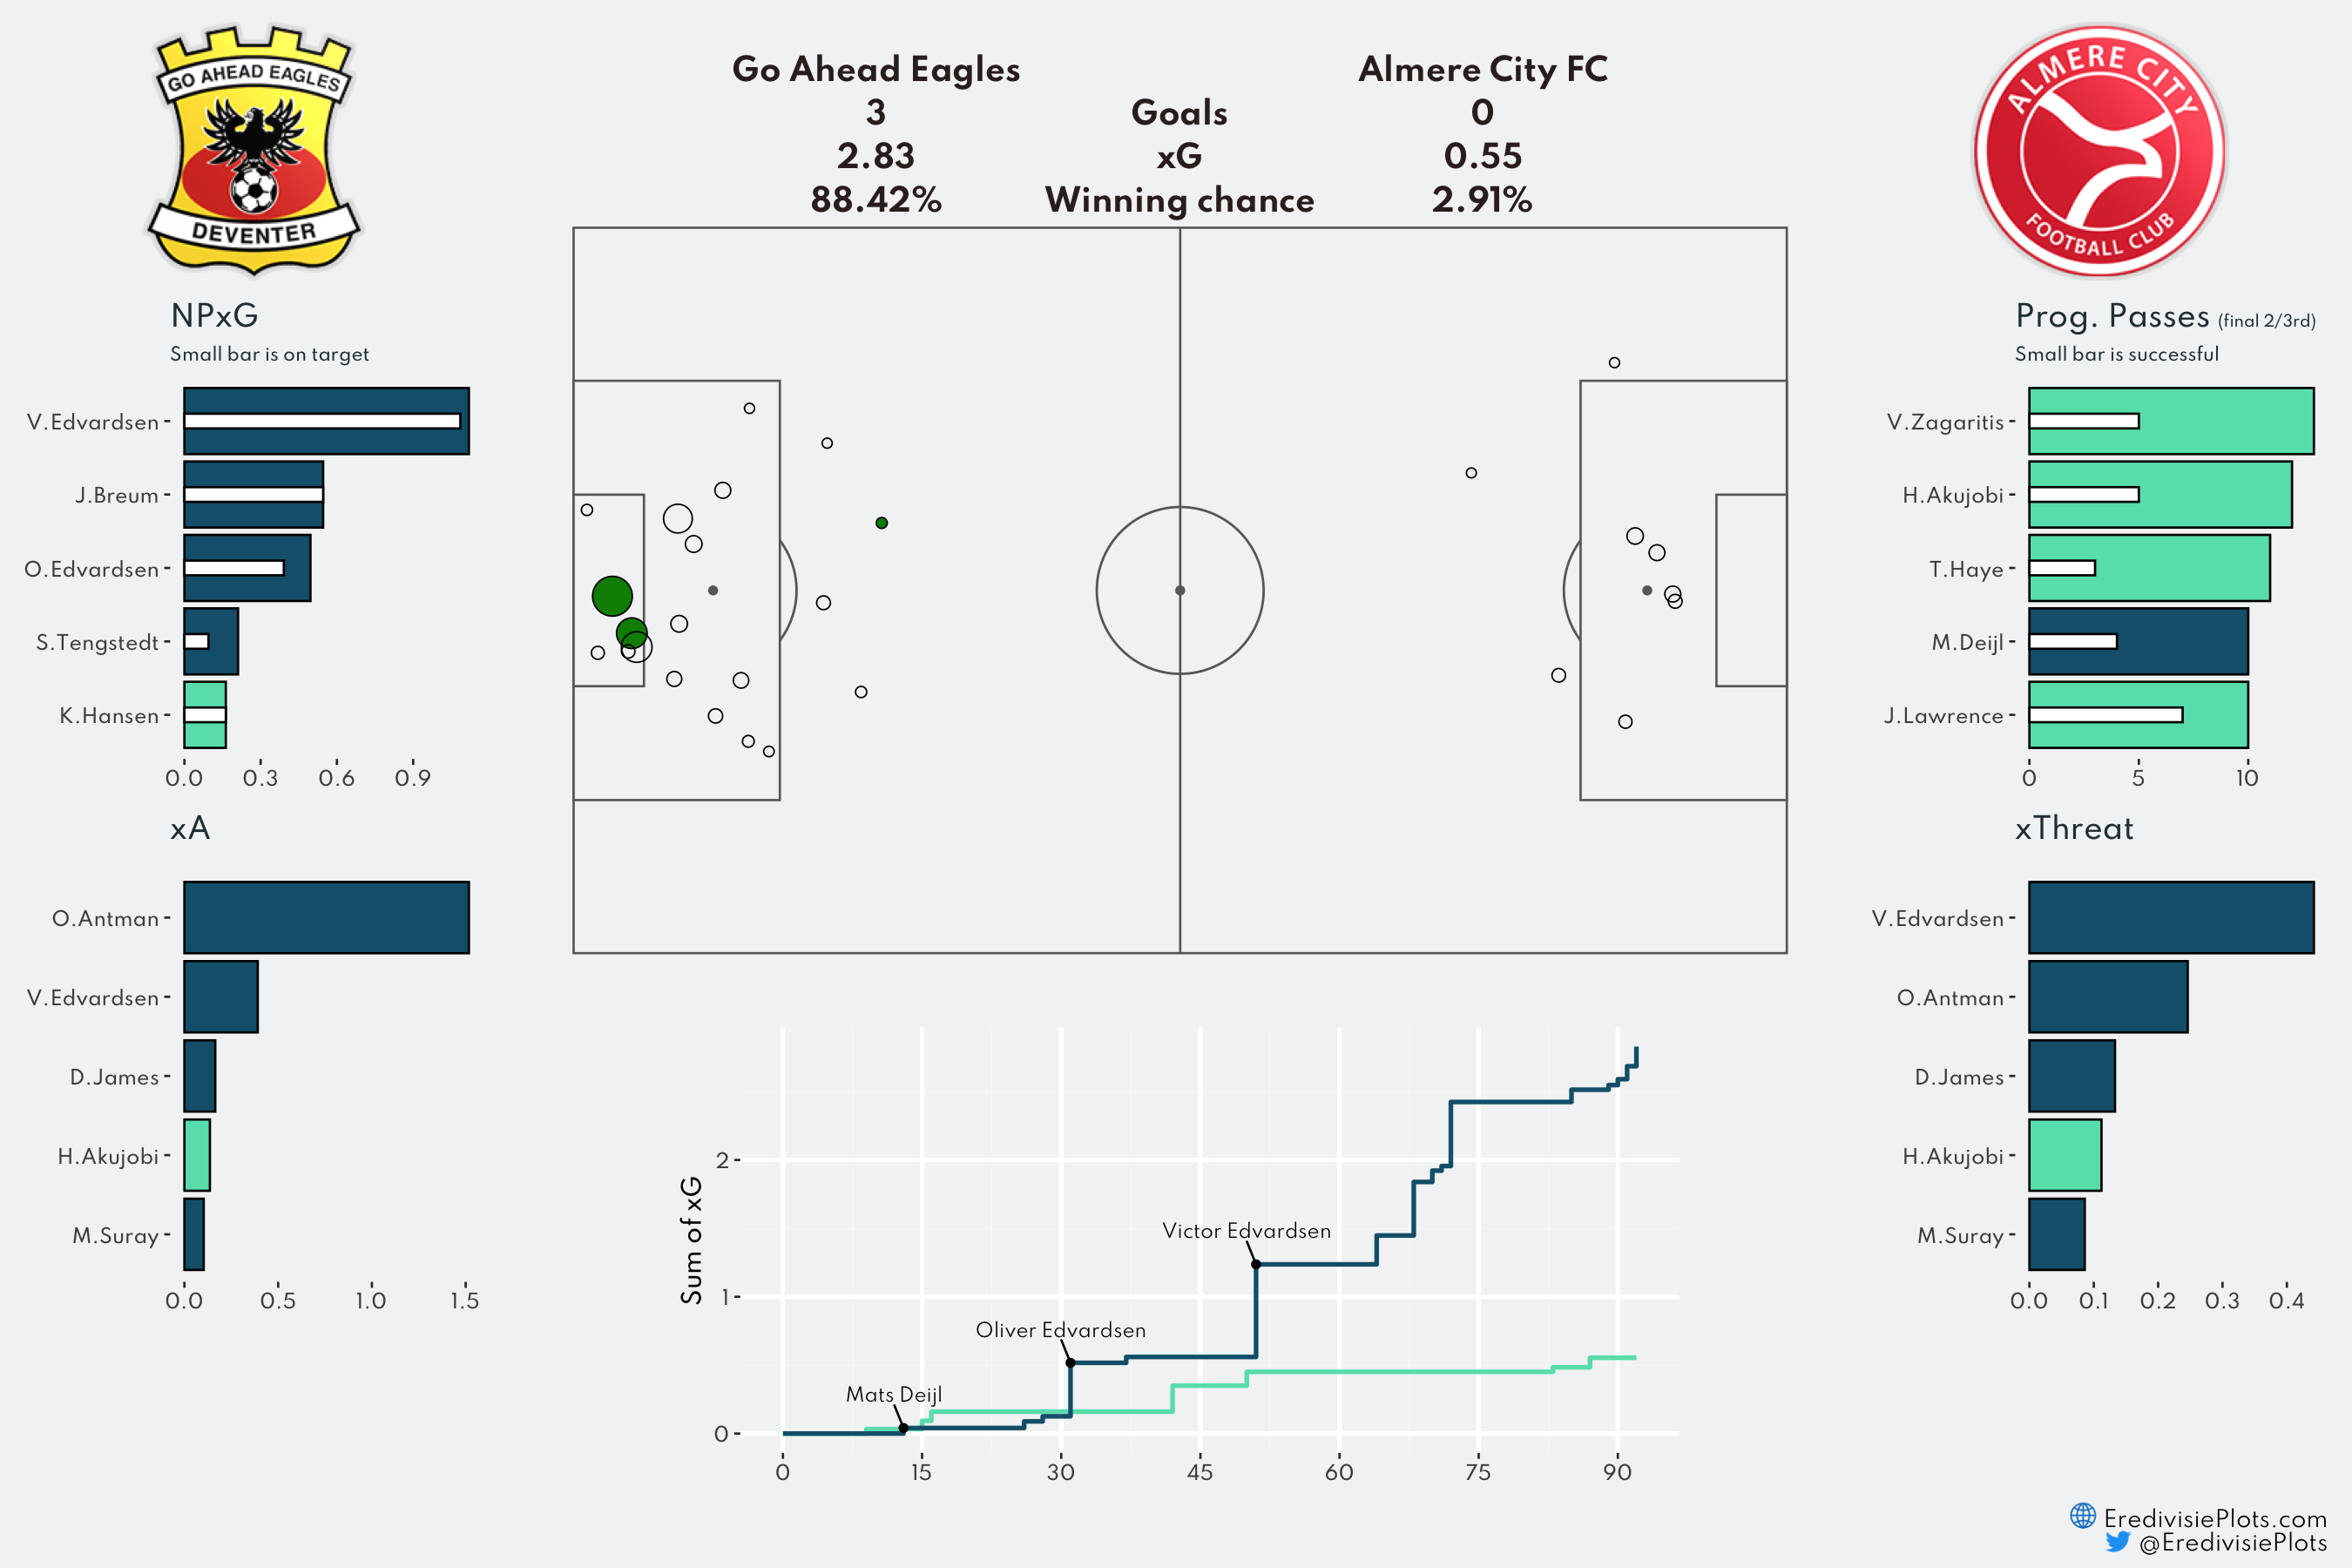 GO AHEAD EAGLES
DEVENTER
Go Ahead Eagles Almere City FC
3 Goals 0
2.83 xG 0.55
88.42% Winning chance 2.91%
ALMERE CITY
FOOTBALL CLUB
NPxG
Small bar is on target
V.Edvardsen
J.Breum
O.Edvardsen
S.Tengstedt
K.Hansen
0.0 0.3 0.6 0.9
xA
O.Antman
V.Edvardsen
D.James
H.Akujobi
M.Suray
0.0 0.5 1.0 1.5
Victor Edvardsen
Oliver Edvardsen
Mats Deijl
Sum of xG
2
1
0
0 15 30 45 60 75 90
Prog. Passes (final 2/3rd)
Small bar is successful
V.Zagaritis
H.Akujobi
T.Haye
M.Deijl
J.Lawrence
0 5 10
xThreat
V.Edvardsen
O.Antman
D.James
H.Akujobi
M.Suray
0.0 0.1 0.2 0.3 0.4
EredivisiePlots.com
@EredivisiePlots